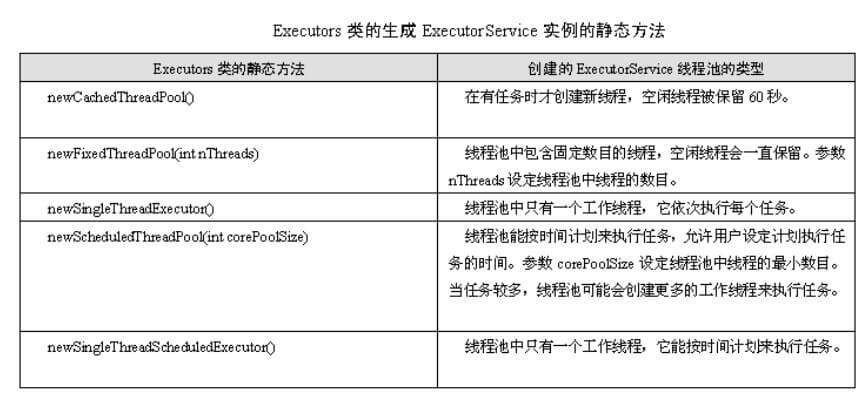 Executors 类的生成 ExecutorService 实例的静态方法
Executors 类的静态方法
创建的 ExecutorService 线程池的类型
newCachedThreadPool()
在有任务时才创建新线程，空闲线程被保留 60 秒。
newFixedThreadPool(int nThreads)
线程池中包含固定数目的线程，空闲线程会一直保留。参数
nThreads 设定线程池中线程的数目。
newSingleThreadExecutor()
线程池中只有一个工作线程，它依次执行每个任务。
newScheduledThreadPool(int corePoolSize)
线程池能按时间计划来执行任务，允许用户设定计划执行任
务的时间。参数 corePoolSize 设定线程池中线程的最小数目。
当任务较多，线程池可能会创建更多的工作线程来执行任务。
newSingleThreadScheduledExecutor()
线程池中只有一个工作线程，它能按时间计划来执行任务。